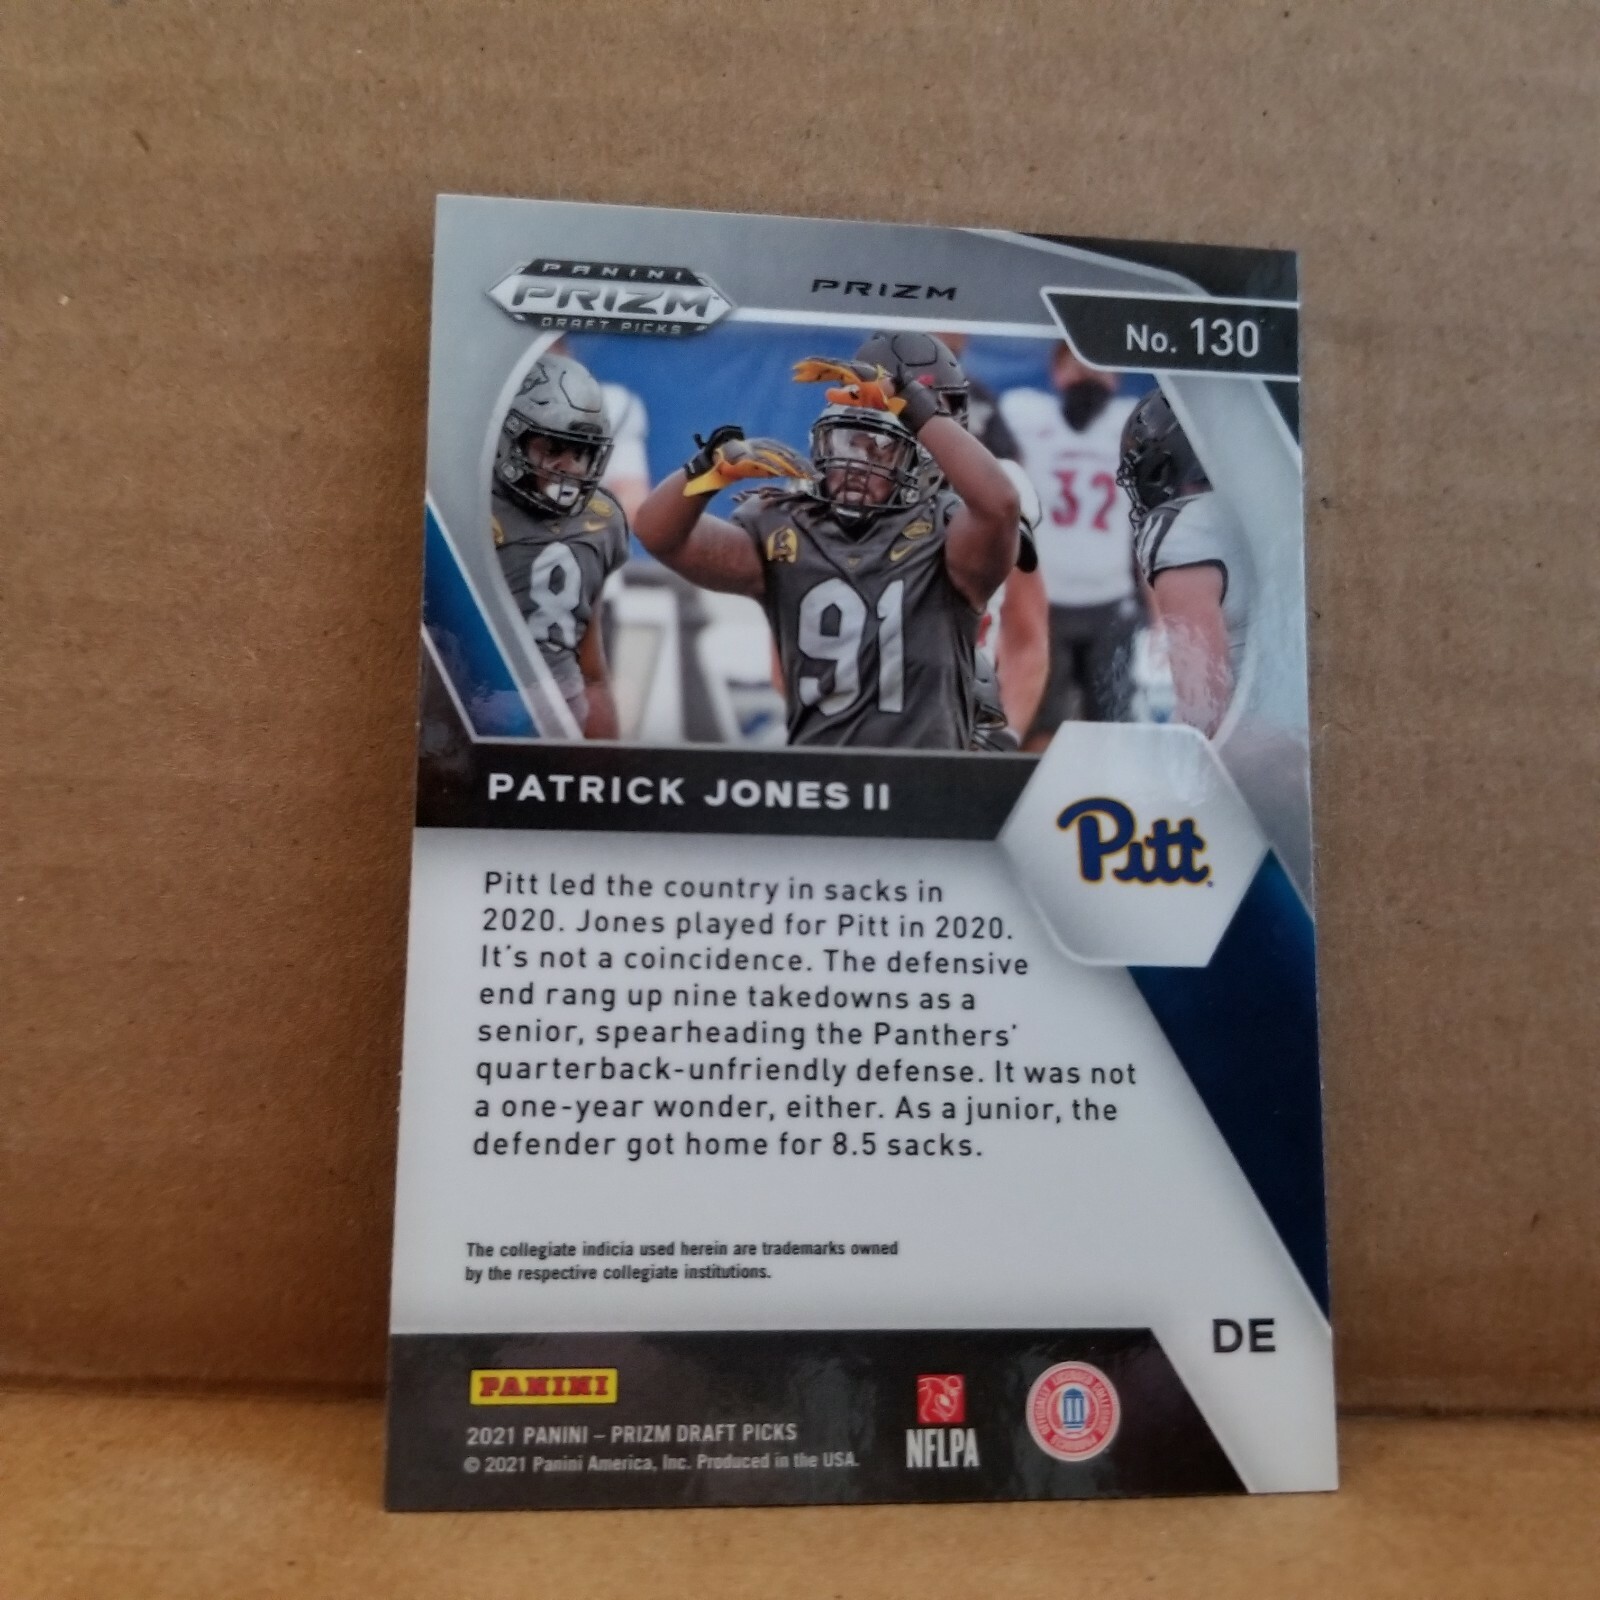 PANINI
PRIZM
DRAFT PICKS
PRIZM
No. 130
8
91
32
PATRICK JONES II
Pitt
Pitt led the country in sacks in
2020. Jones played for Pitt in 2020.
It's not a coincidence. The defensive
end rang up nine takedowns as a
senior, spearheading the Panthers'
quarterback-unfriendly defense. It was not
a one-year wonder, either. As a junior, the
defender got home for 8.5 sacks.
The collegiate indicia used herein are trademarks owned
by the respective collegiate institutions.
DE
PANINI
2021 PANINI – PRIZM DRAFT PICKS
© 2021 Panini America, Inc. Produced in the USA.
NFLPA
OFFICIALLY LICENSED COLLEGIATE PRODUCTS